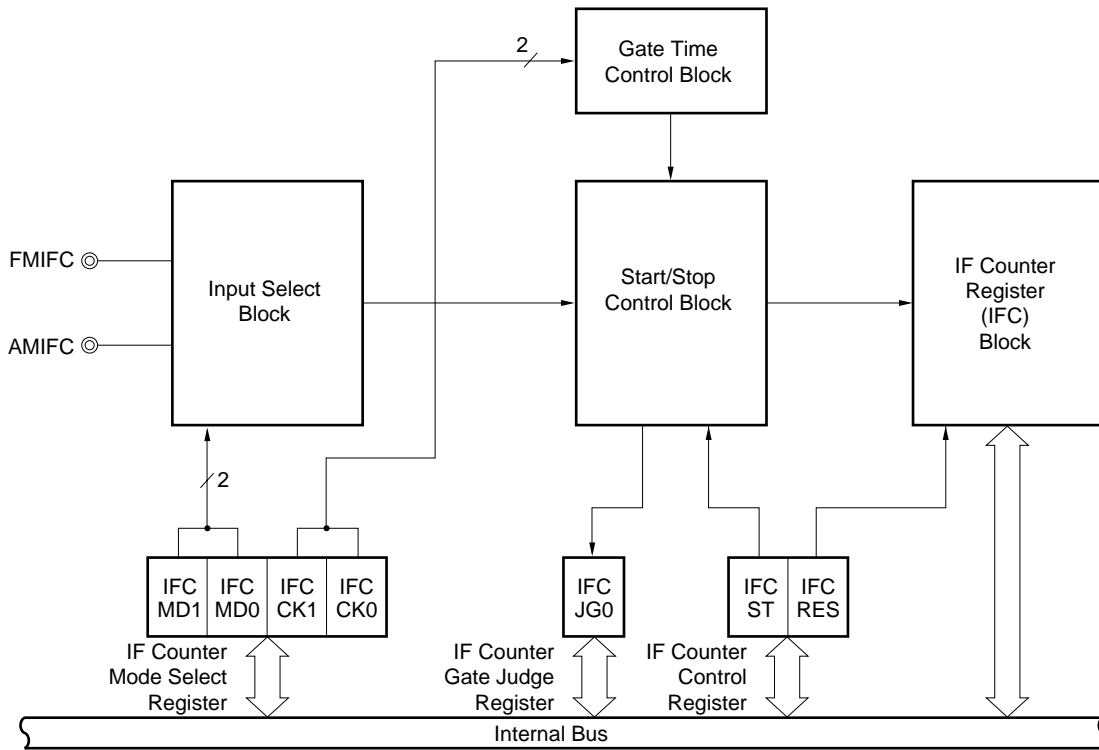 2
Gate Time
Control Block
FMIFC
AMIFC
Input Select
Block
Start/Stop
Control Block
IF Counter
Register
(IFC)
Block
2
IFC
MD1
IFC
MD0
IFC
CK1
IFC
CK0
IFC
JG0
IFC
ST
IFC
RES
IF Counter
Mode Select
Register
IF Counter
Gate Judge
Register
IF Counter
Control
Register
Internal Bus